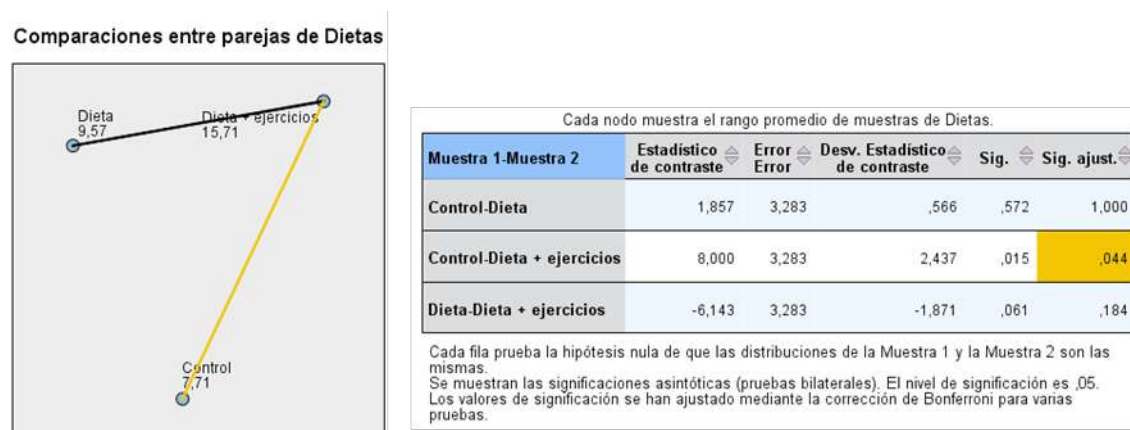 Comparaciones entre parejas de Dietas
Dieta
9,57
Dieta + ejercicios
15,71
Control
7,71
Cada nodo muestra el rango promedio de muestras de Dietas.
Muestra 1-Muestra 2 Estadístico de contraste Error Error Desv. Estadístico de contraste Sig. Sig. ajust.
Control-Dieta 1,857 3,283 ,566 ,572 1,000
Control-Dieta + ejercicios 8,000 3,283 2,437 ,015 ,044
Dieta-Dieta + ejercicios -6,143 3,283 -1,871 ,061 ,184
Cada fila prueba la hipótesis nula de que las distribuciones de la Muestra 1 y la Muestra 2 son las
mismas.
Se muestran las significaciones asintóticas (pruebas bilaterales). El nivel de significación es ,05.
Los valores de significación se han ajustado mediante la corrección de Bonferroni para varias
pruebas.